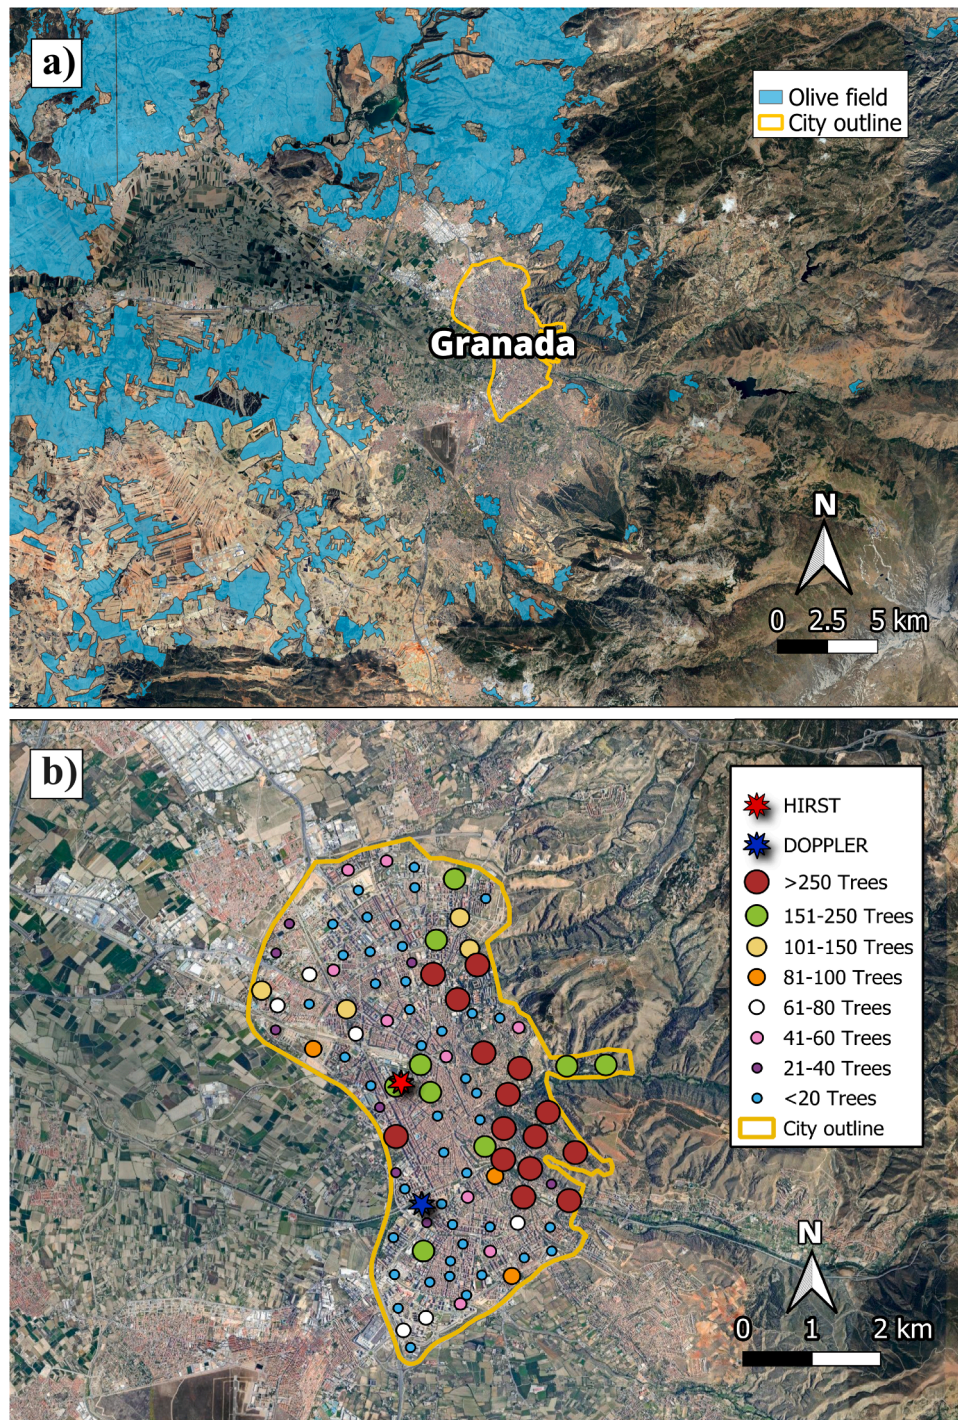 a)
Olive field
City outline
Granada
N
0 2.5 5 km
b)
HIRST
DOPPLER
>250 Trees
151-250 Trees
101-150 Trees
81-100 Trees
61-80 Trees
41-60 Trees
21-40 Trees
<20 Trees
City outline
N
0 1 2 km